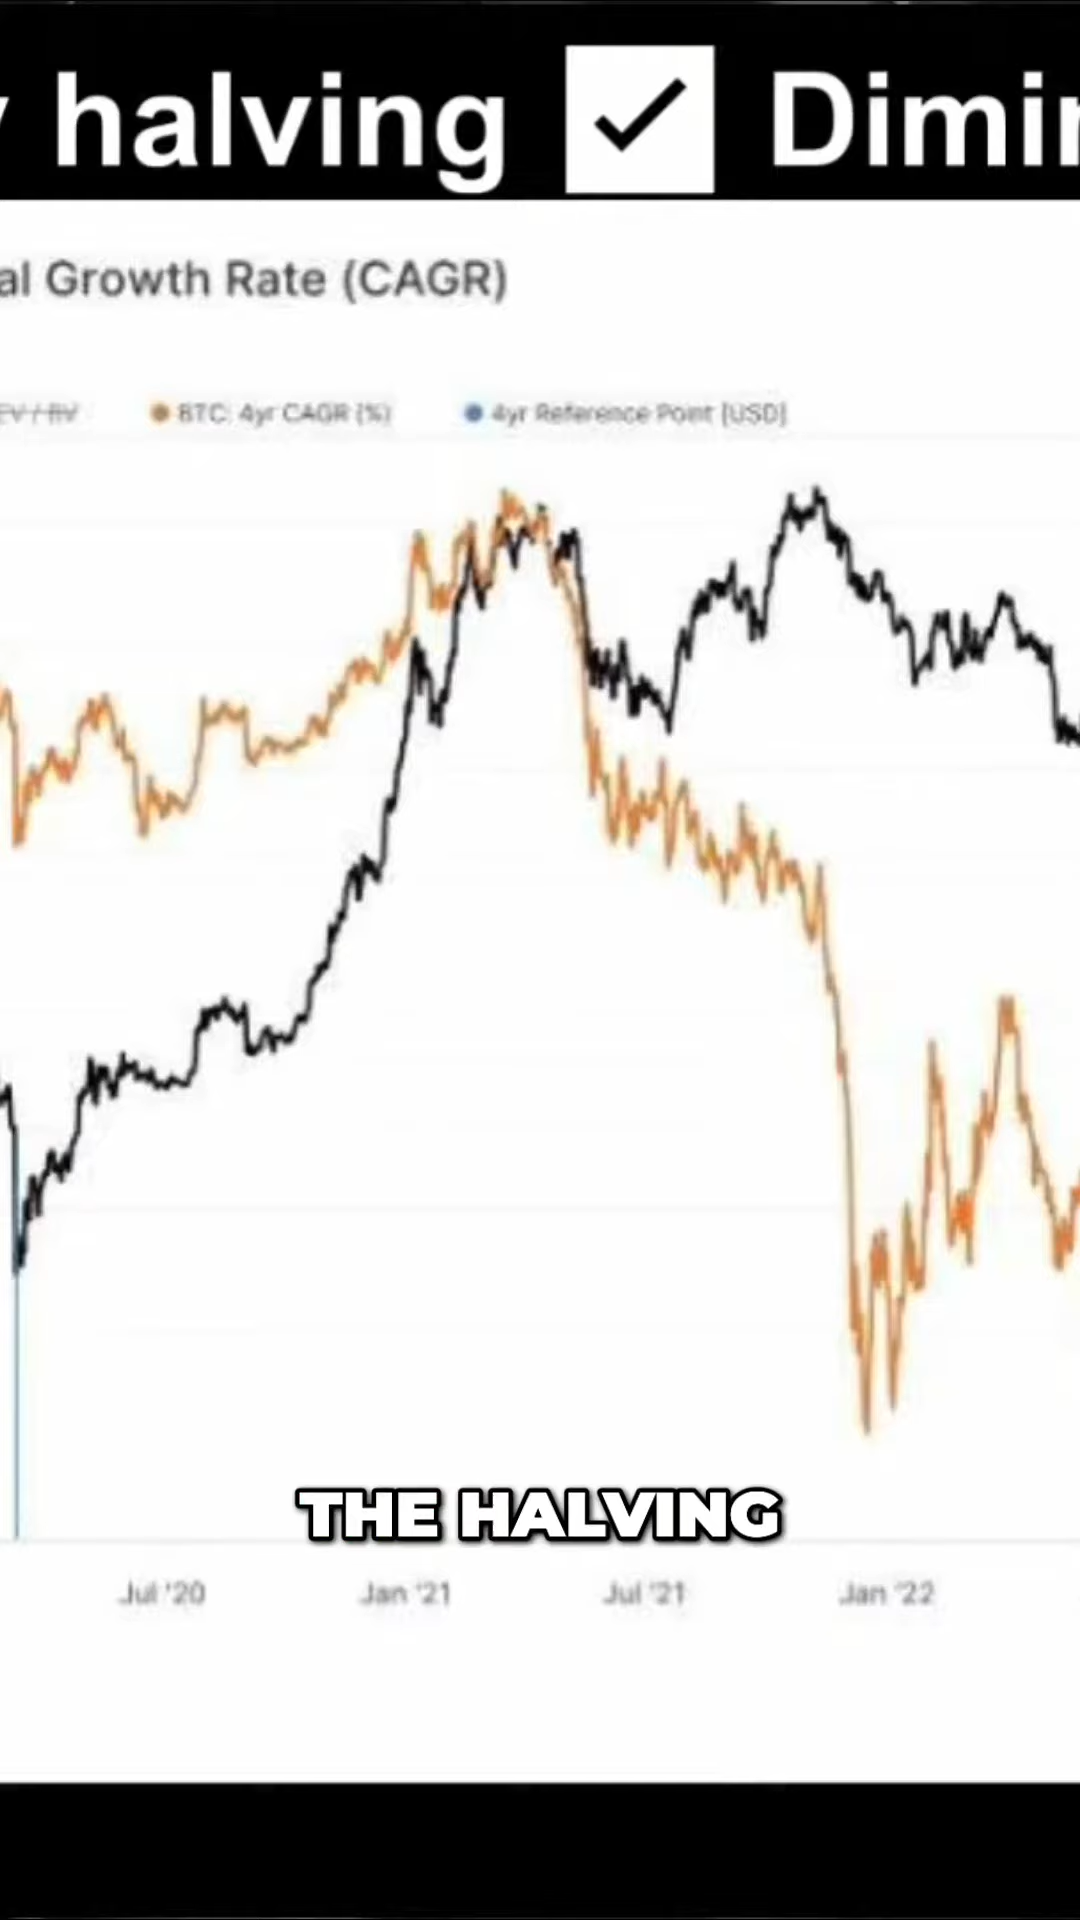 halving ✓ Dimi
al Growth Rate (CAGR)
BTC: 4yr CAGR (%) 4yr Reference Point [USD]
THE HALVING
Jul '20 Jan '21 Jul '21 Jan '22